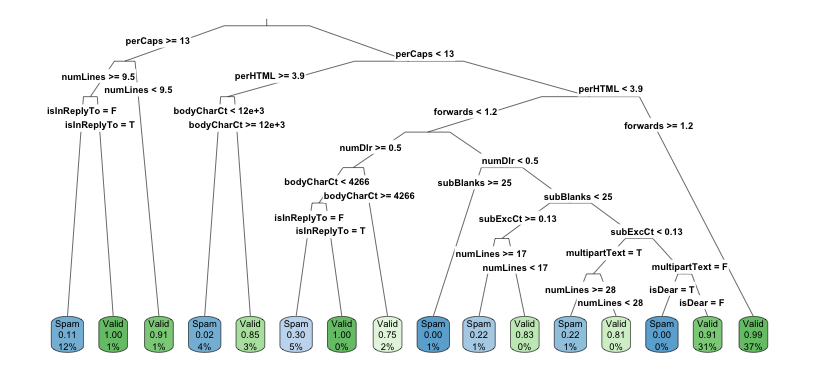 perCaps >= 13
perCaps < 13
numLines >= 9.5
perHTML >= 3.9
numLines < 9.5
perHTML < 3.9
isInReplyTo = F
bodyCharCt < 12e+3
forwards < 1.2
isInReplyTo = T
bodyCharCt >= 12e+3
forwards >= 1.2
numDlr >= 0.5
numDlr < 0.5
bodyCharCt < 4266
subBlanks >= 25
bodyCharCt >= 4266
subBlanks < 25
isInReplyTo = F
subExcCt >= 0.13
isInReplyTo = T
subExcCt < 0.13
numLines >= 17
multipartText = T
numLines < 17
multipartText = F
numLines >= 28
isDear = T
numLines < 28
isDear = F
Spam Valid Valid Spam Valid Spam Valid Valid Spam Spam Valid Spam Valid Spam Valid Valid
0.11 1.00 0.91 0.02 0.85 0.30 1.00 0.75 0.00 0.22 0.83 0.22 0.81 0.00 0.91 0.99
12% 1% 1% 4% 3% 5% 0% 2% 1% 1% 0% 1% 0% 0% 31% 37%